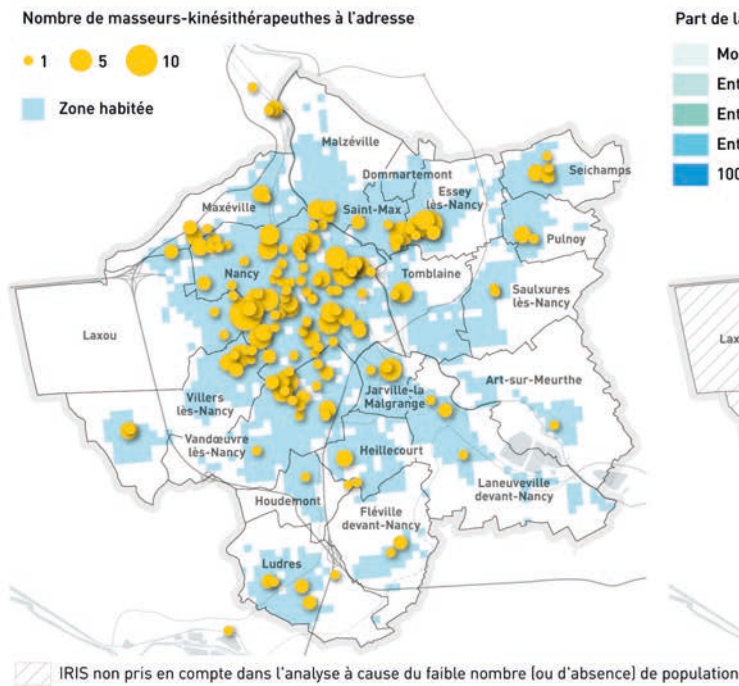 Nombre de masseurs-kinésithérapeuthes à l'adresse
1 5 10
Zone habitée
Malzéville
Dommartemont
Seichamps
Essey
lès-Nancy
Maxéville
Saint-Max
Pulnoy
Nancy
Tomblaine
Saulxures
lès-Nancy
Laxou
Art-sur-Meurthe
Jarville-la
Malgrange
Villers
lès-Nancy
Vandœuvre
lès-Nancy
Heillecourt
Laneuveville
devant-Nancy
Houdemont
Fléville
devant-Nancy
Ludres
IRIS non pris en compte dans l'analyse à cause du faible nombre (ou d'absence) de population
Part de la
Mo
Ent
Ent
Ent
100
Lax